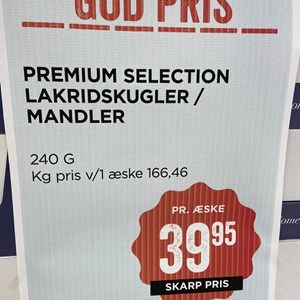 GOD PRIS
PREMIUM SELECTION
LAKRIDSKUGLER /
MANDLER
240 G
Kg pris v/1 æske 166,46
PR. ÆSKE
39 95
SKARP PRIS